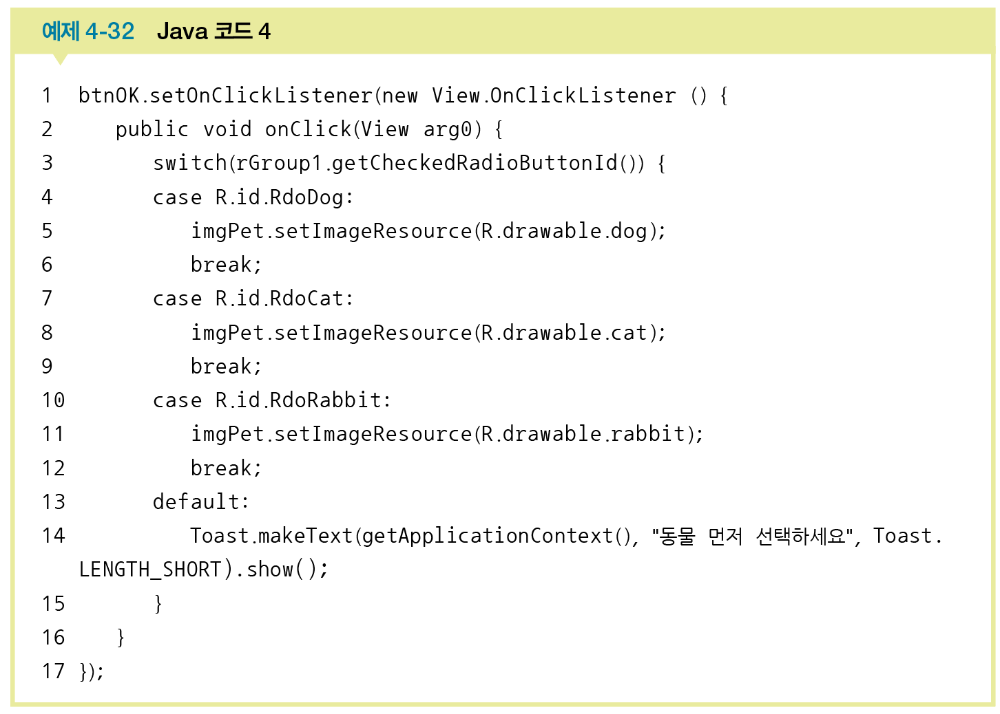 예제 4-32 Java 코드 4
1 btnOK.setOnClickListener(new View.OnClickListener () {
2 public void onClick(View arg0) {
3 switch(rGroup1.getCheckedRadioButtonId()) {
4 case R.id.RdoDog:
5 imgPet.setImageResource(R.drawable.dog);
6 break;
7 case R.id.RdoCat:
8 imgPet.setImageResource(R.drawable.cat);
9 break;
10 case R.id.RdoRabbit:
11 imgPet.setImageResource(R.drawable.rabbit);
12 break;
13 default:
14 Toast.makeText(getApplicationContext(), "동물 먼저 선택하세요", Toast.
LENGTH_SHORT).show();
15 }
16 }
17 });